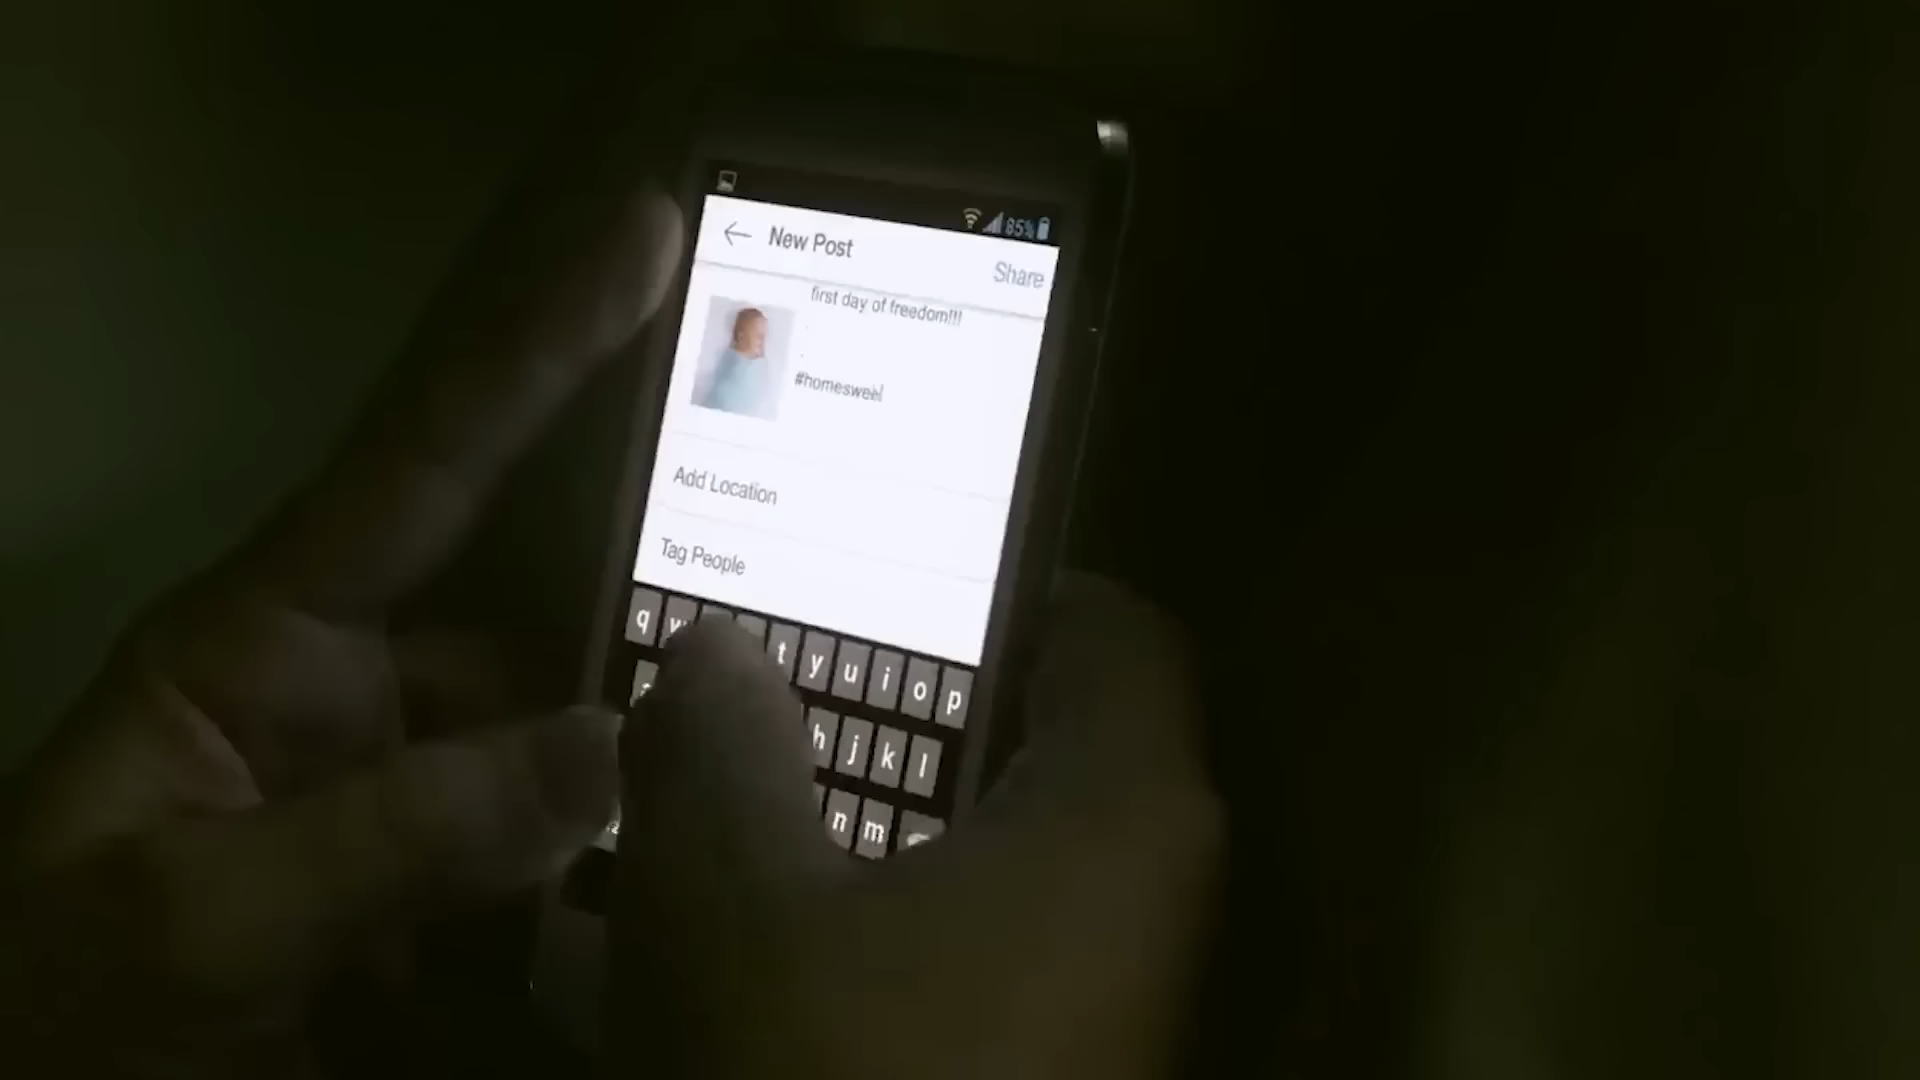 85%
New Post
Share
first day of freedom!!!
.
.
#homesweet
Add Location
Tag People
q w t y u i o p
h j k l
n m